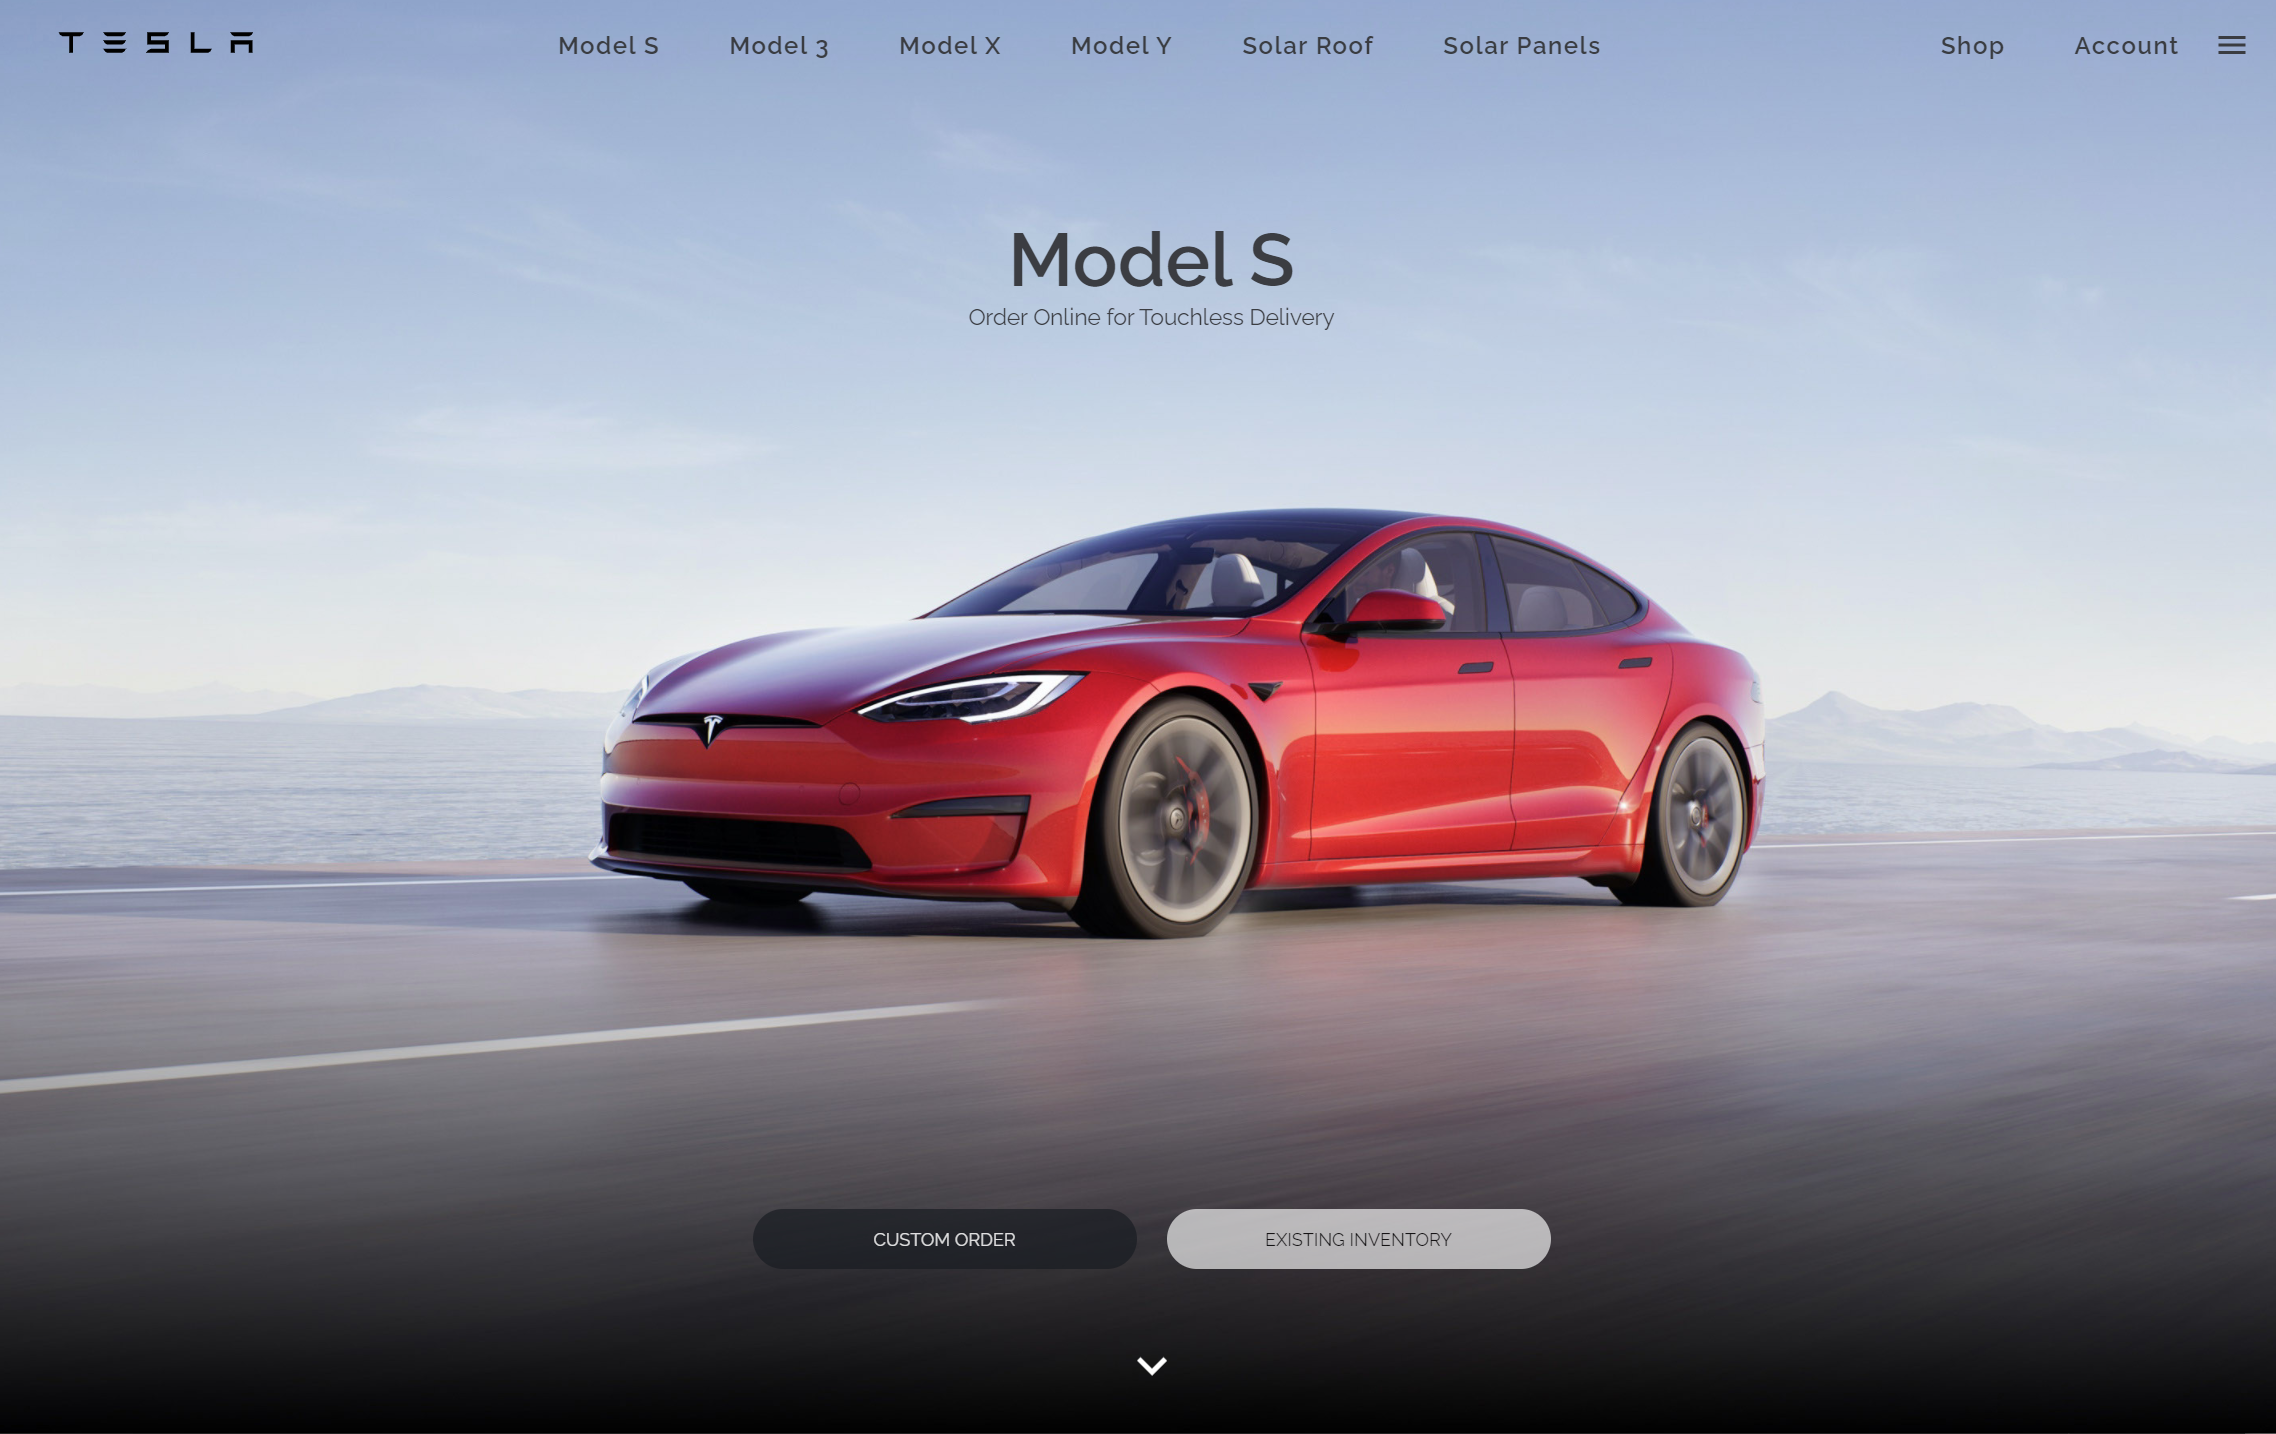 TESLA
Model S Model 3 Model X Model Y Solar Roof Solar Panels Shop Account
Model S
Order Online for Touchless Delivery
CUSTOM ORDER EXISTING INVENTORY